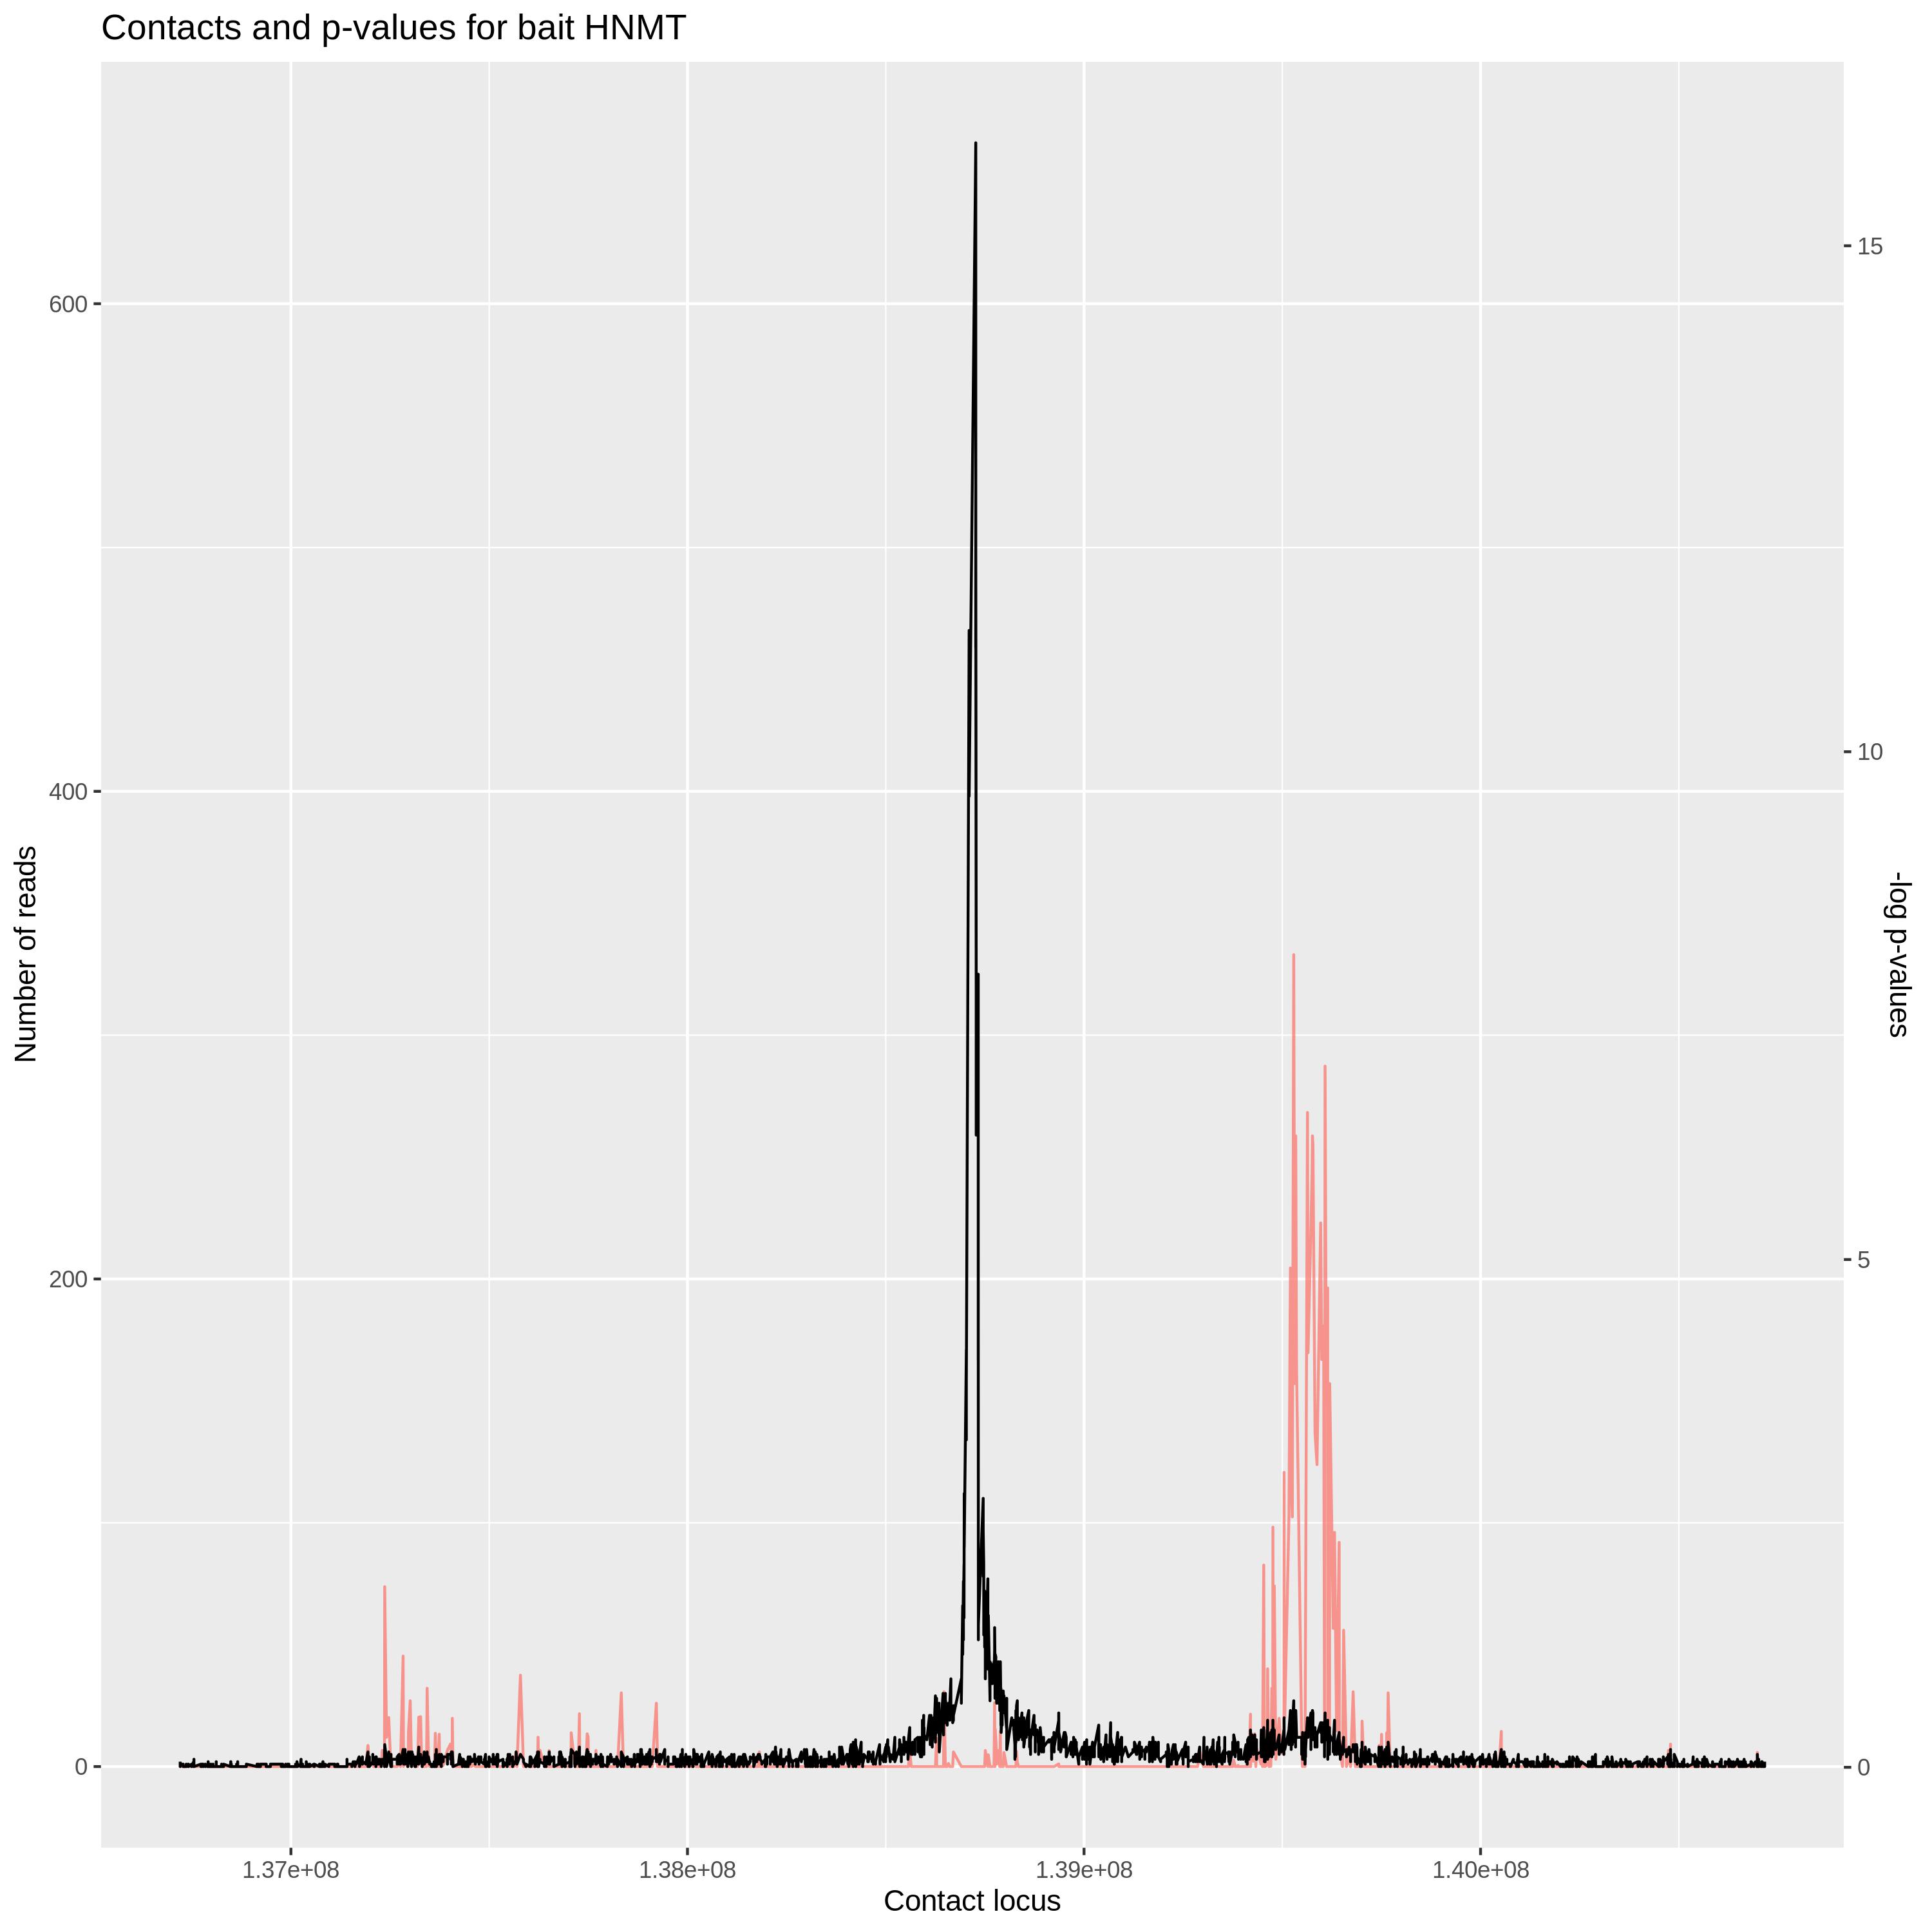 Contacts and p-values for bait HNMT
600
400
200
0
Number of reads
15
10
5
0
-log p-values
1.37e+08
1.38e+08
1.39e+08
1.40e+08
Contact locus